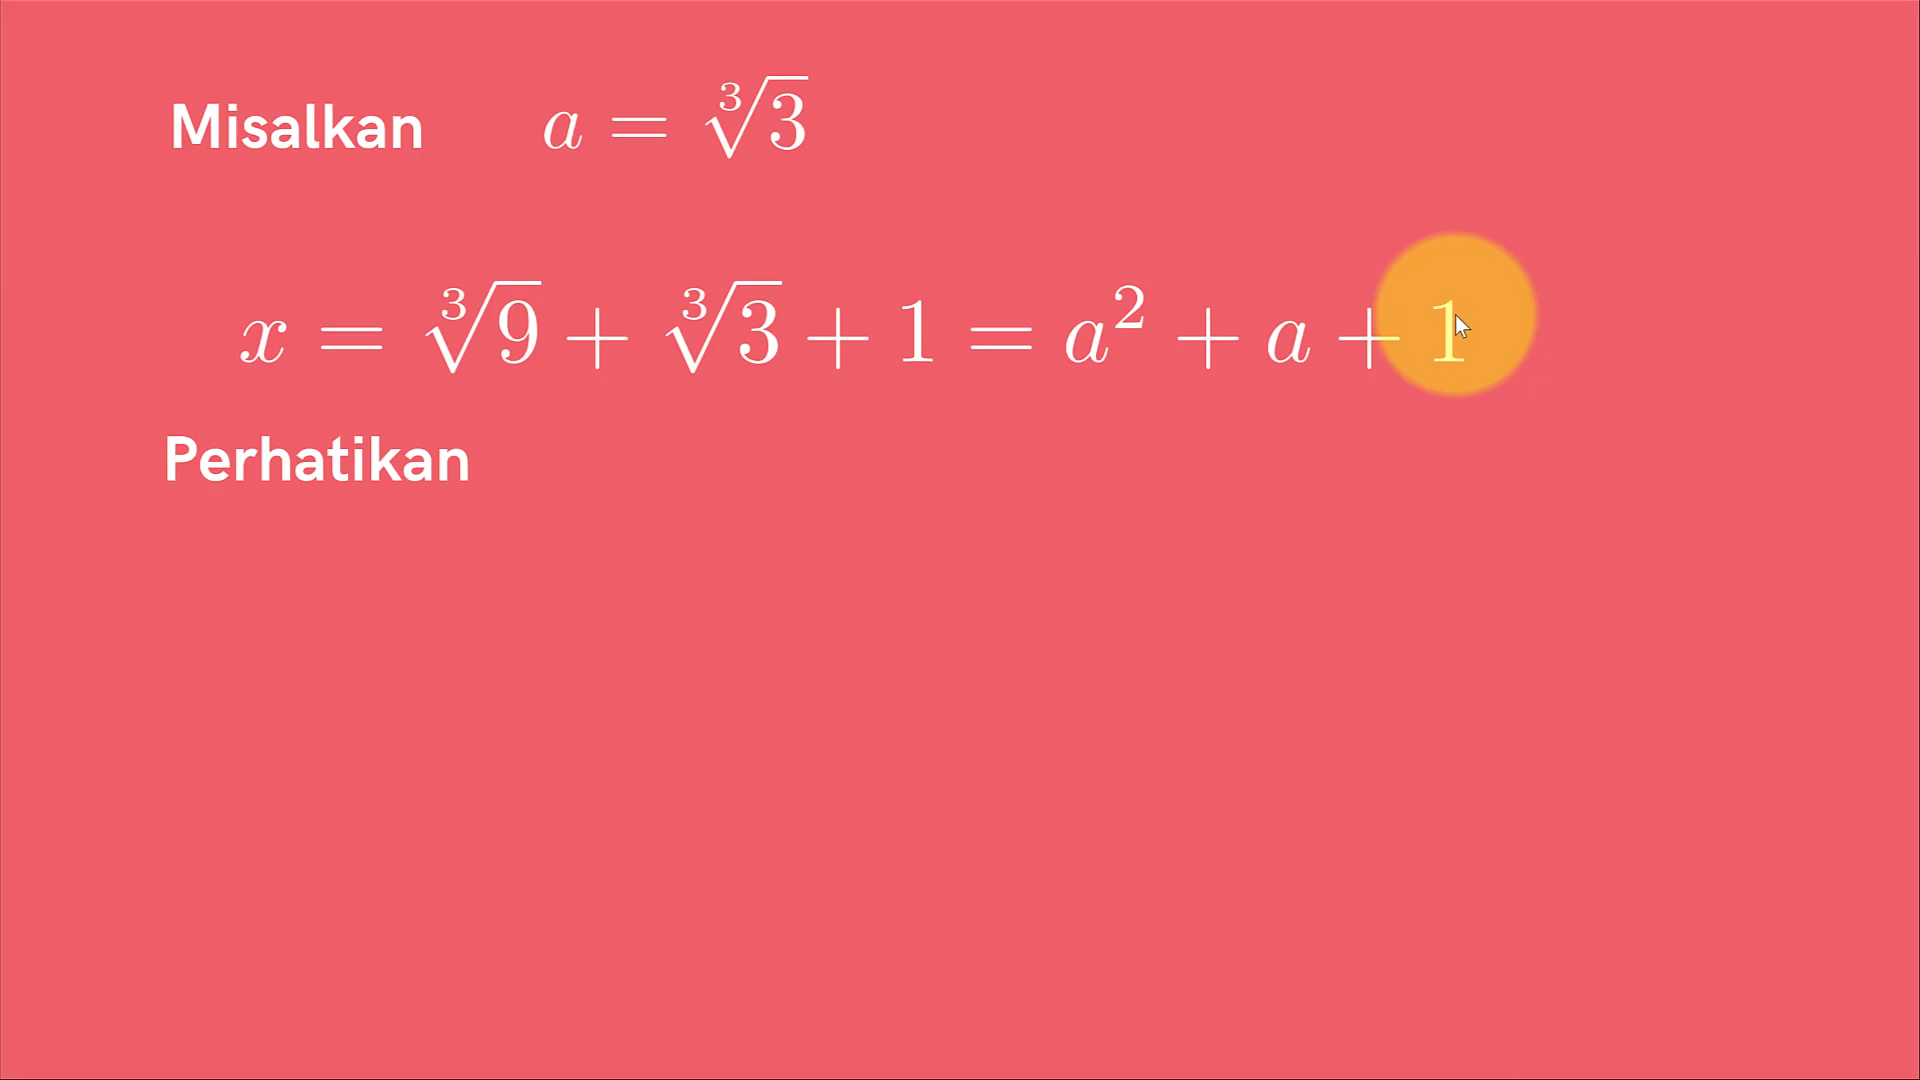 Misalkan a = ∛3
x = ∛9 + ∛3 + 1 = a² + a + 1
Perhatikan